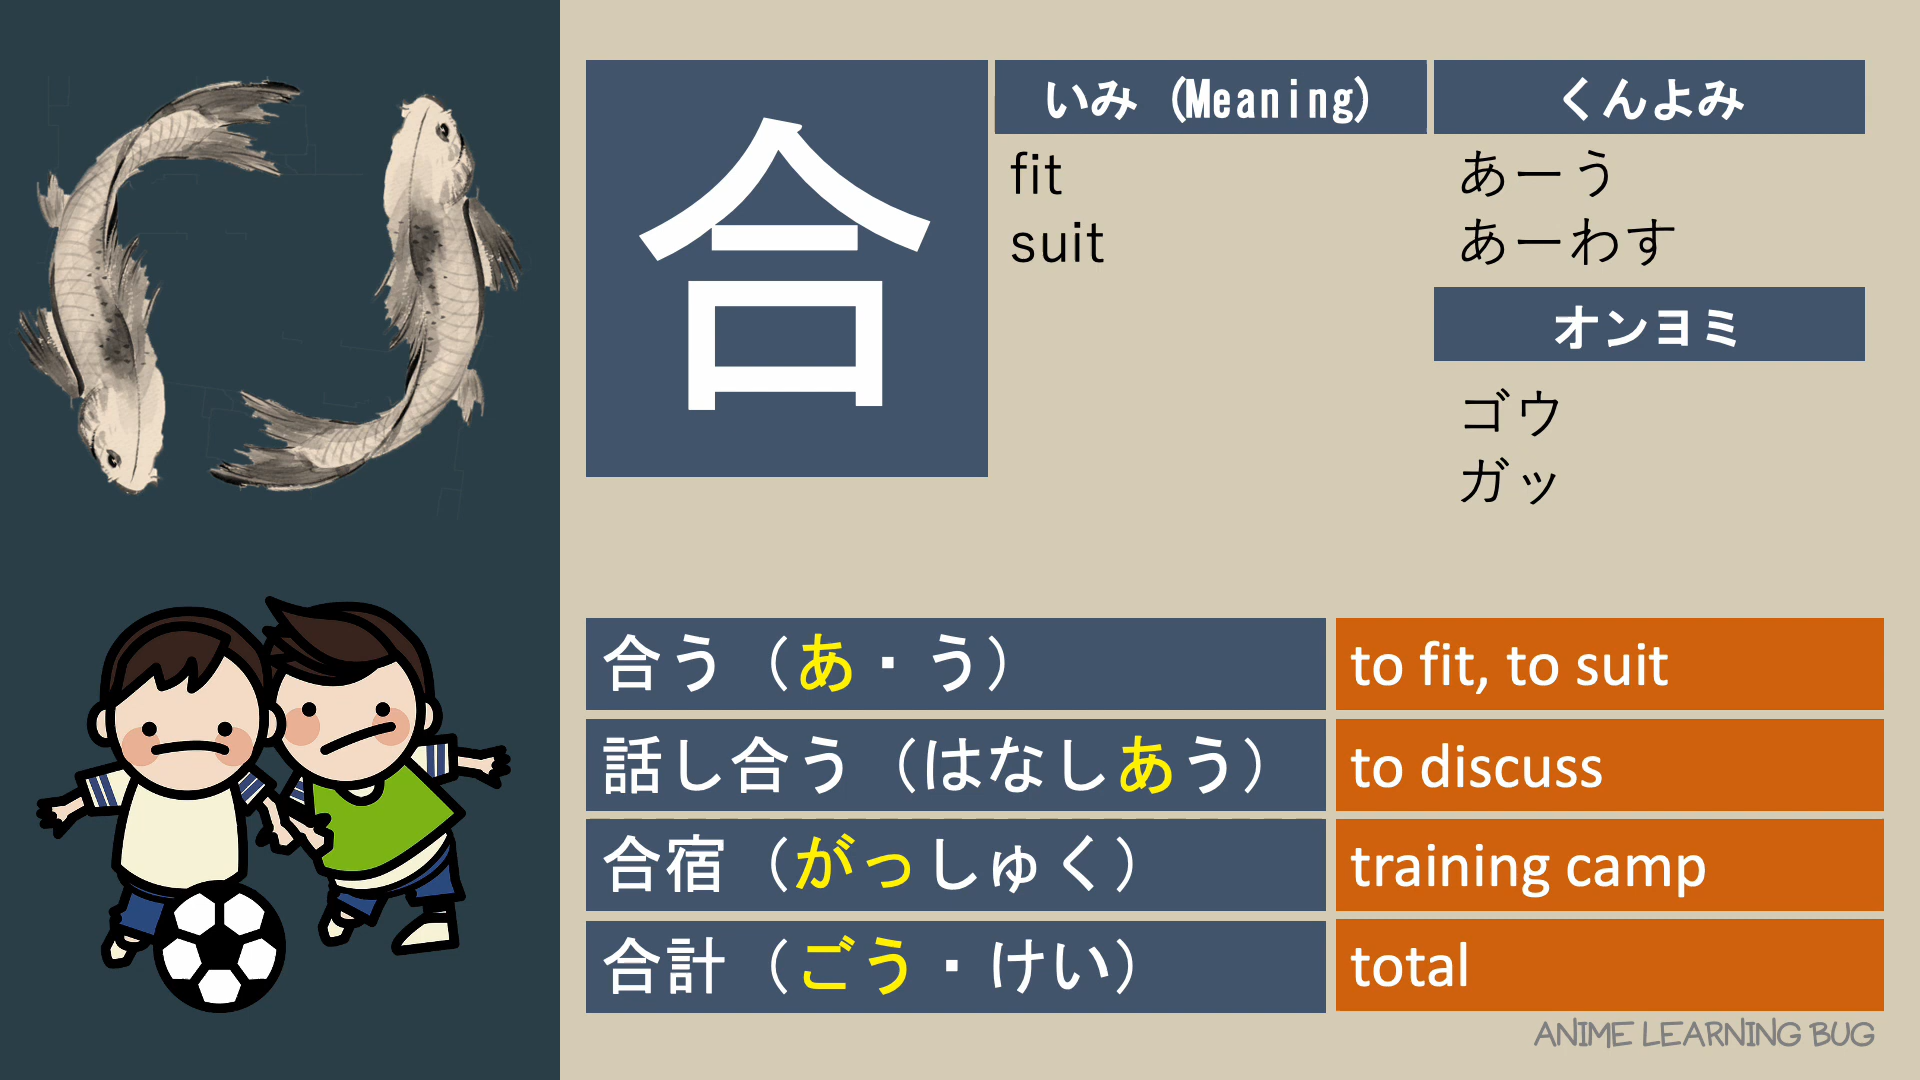 合
いみ (Meaning)
fit
suit
くんよみ
あーう
あーわす
オンヨミ
ゴウ
ガッ
合う（あ・う） to fit, to suit
話し合う（はなしあう） to discuss
合宿（がっしゅく） training camp
合計（ごう・けい） total
ANIME LEARNING BUG